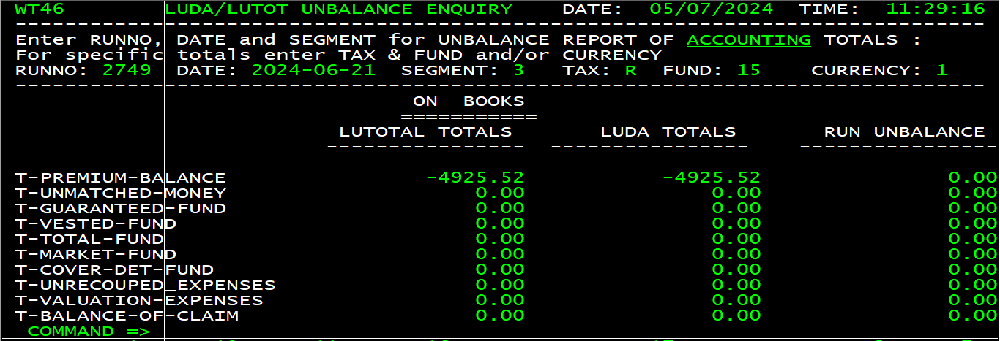 WT46 LUDA/LUTOT UNBALANCE ENQUIRY DATE: 05/07/2024 TIME: 11:29:16
-------------------------------------------------------------------------------
Enter RUNNO, DATE and SEGMENT for UNBALANCE REPORT OF ACCOUNTING TOTALS :
For specific totals enter TAX & FUND and/or CURRENCY
RUNNO: 2749 DATE: 2024-06-21 SEGMENT: 3 TAX: R FUND: 15 CURRENCY: 1
-------------------------------------------------------------------------------
ON BOOKS
===========
LUTOTAL TOTALS LUDA TOTALS RUN UNBALANCE
---------------- ---------------- ----------------
T-PREMIUM-BALANCE -4925.52 -4925.52 0.00
T-UNMATCHED-MONEY 0.00 0.00 0.00
T-GUARANTEED-FUND 0.00 0.00 0.00
T-VESTED-FUND 0.00 0.00 0.00
T-TOTAL-FUND 0.00 0.00 0.00
T-MARKET-FUND 0.00 0.00 0.00
T-COVER-DET-FUND 0.00 0.00 0.00
T-UNRECOUPED_EXPENSES 0.00 0.00 0.00
T-VALUATION-EXPENSES 0.00 0.00 0.00
T-BALANCE-OF-CLAIM 0.00 0.00 0.00
COMMAND =>